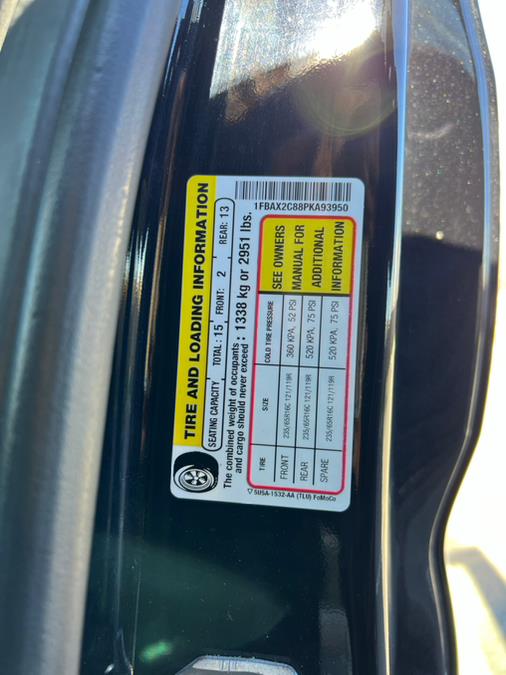 TIRE AND LOADING INFORMATION
SEATING CAPACITY TOTAL: 15 FRONT: 2 REAR: 13
The combined weight of occupants
and cargo should never exceed: 1338 kg or 2951 lbs.
TIRE SIZE COLD TIRE PRESSURE
FRONT 235/65R16C 121/119R 360 KPA, 52 PSI
REAR 235/65R16C 121/119R 520 KPA, 75 PSI
SPARE 235/65R16C 121/119R 520 KPA, 75 PSI
SEE OWNERS
MANUAL FOR
ADDITIONAL
INFORMATION
1FBAX2C88PKA93950
▽ 5U5A-1532-AA (TLU) FoMoCo